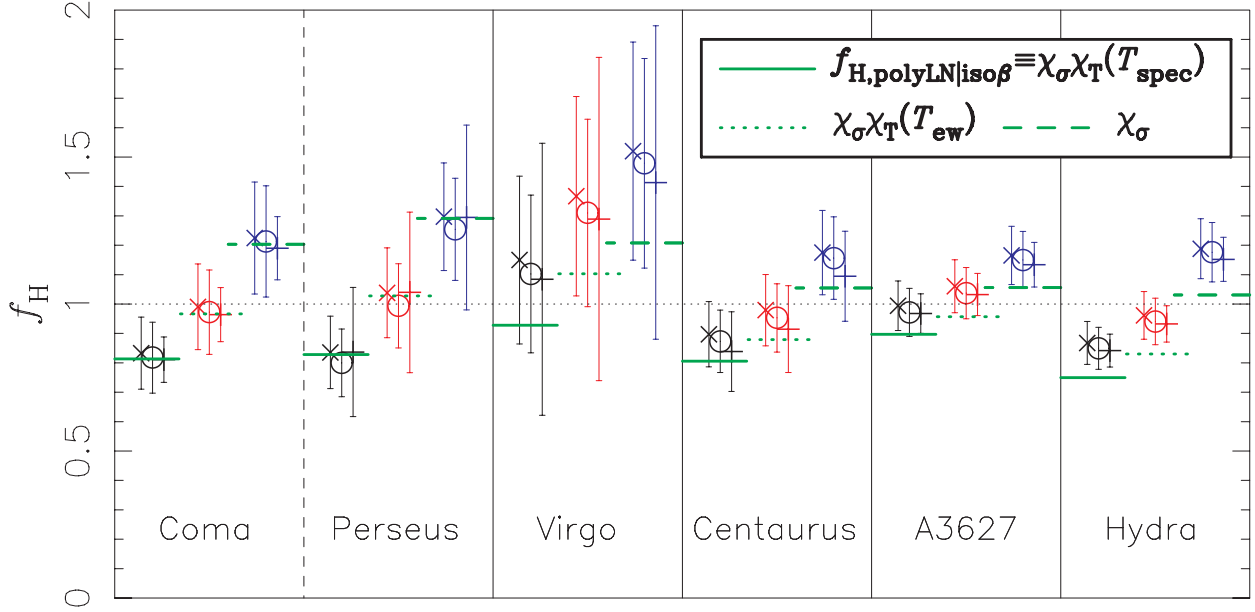 2
1.5
1
0.5
0
f_H
f_H,polyLN|isoβ≡χ_σχ_T(T_spec)
χ_σχ_T(T_ew) χ_σ
Coma Perseus Virgo Centaurus A3627 Hydra